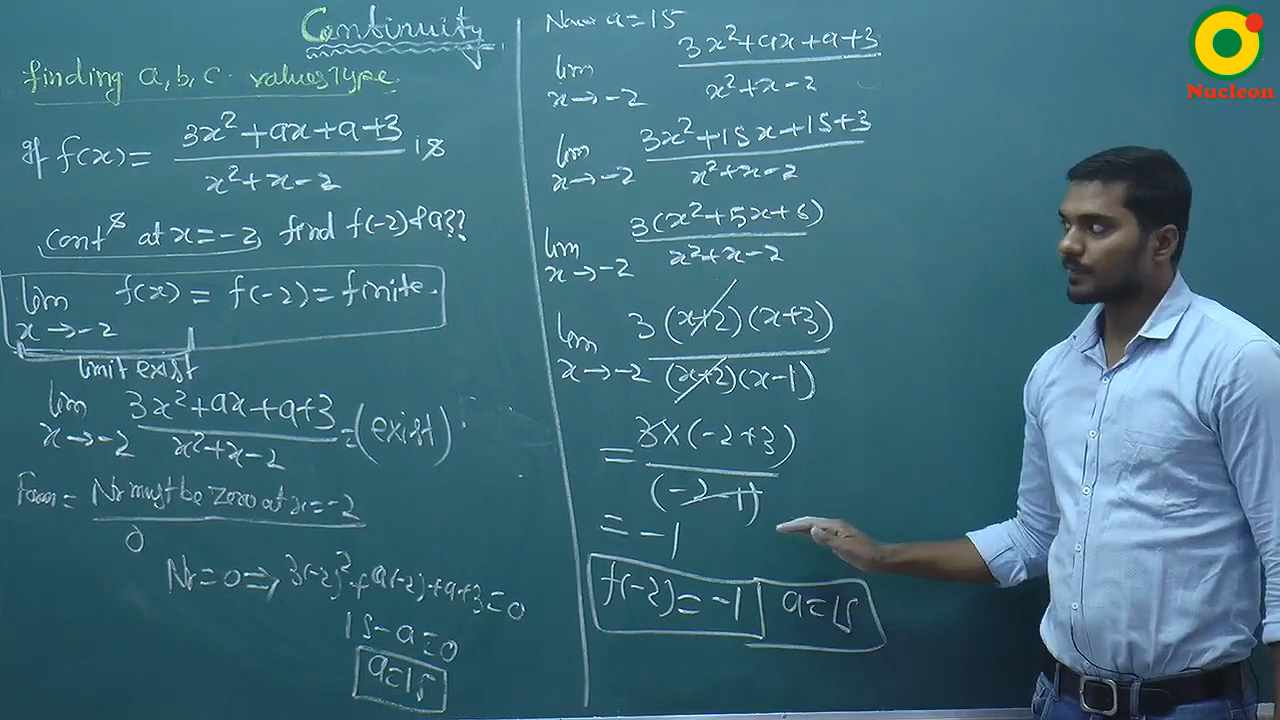 Continuity
finding a, b, c values Type
If f(x) = (3x² + ax + a + 3)/(x² + x - 2) is
contˢ at x = -2, find f(-2) & a??
lim x→-2 f(x) = f(-2) = finite.
limit exist
lim x→-2 (3x² + ax + a + 3)/(x² + x - 2) = (exist)
Form = Nr must be zero at x = -2 / 0
Nr = 0 ⇒ 3(-2)² + a(-2) + a + 3 = 0
15 - a = 0
a = 15
Now a = 15
lim x→-2 (3x² + ax + a + 3)/(x² + x - 2)
lim x→-2 (3x² + 15x + 15 + 3)/(x² + x - 2)
lim x→-2 3(x² + 5x + 6)/(x² + x - 2)
lim x→-2 3(x+2)(x+3)/(x+2)(x-1)
= 3×(-2+3)/(-2-1)
= -1
f(-2) = -1 a = 15
Nucleon